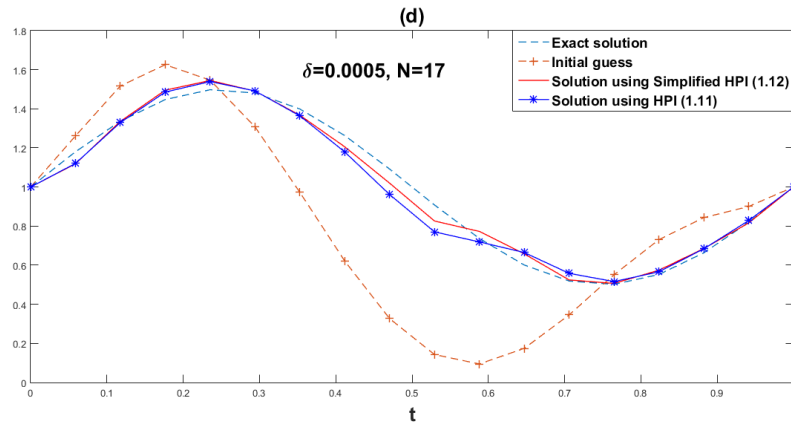 (d)
δ=0.0005, N=17
Exact solution
Initial guess
Solution using Simplified HPI (1.12)
Solution using HPI (1.11)
1.8
1.6
1.4
1.2
1
0.8
0.6
0.4
0.2
0
0 0.1 0.2 0.3 0.4 0.5 0.6 0.7 0.8 0.9
t